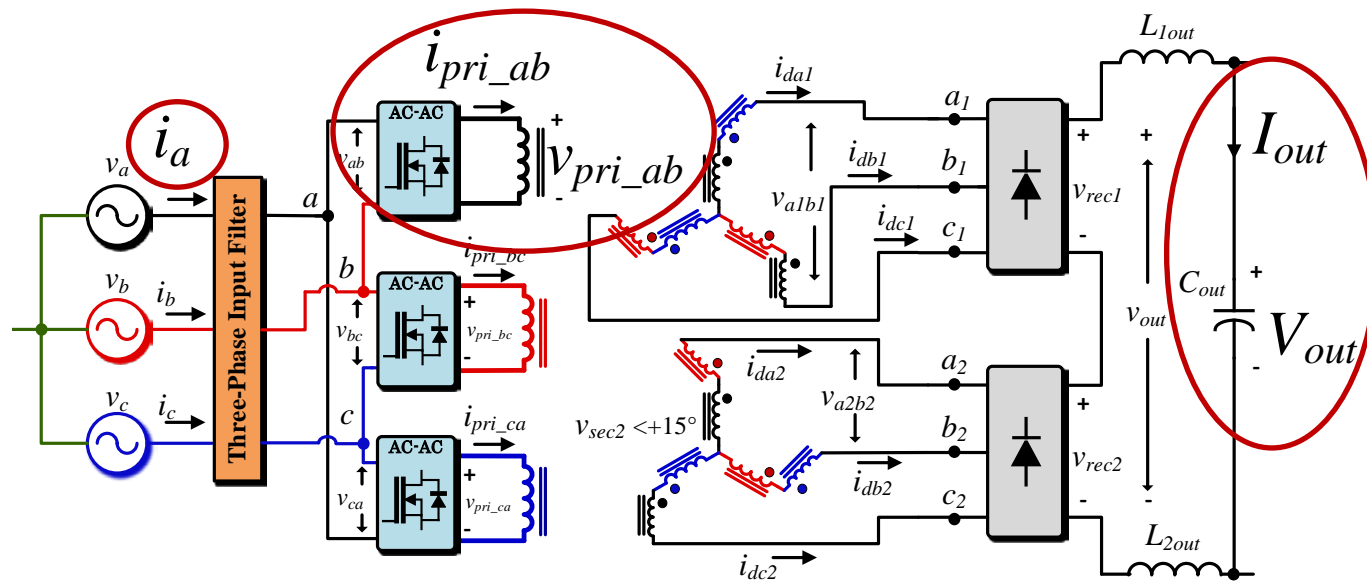 i_a
v_a
v_b
i_b
v_c
i_c
Three-Phase Input Filter
a
b
c
v_ab
v_bc
v_ca
AC-AC
i_pri_ab
+
v_pri_ab
-
AC-AC
i_pri_bc
+
v_pri_bc
-
AC-AC
i_pri_ca
+
v_pri_ca
-
i_da1
v_a1b1
i_db1
i_dc1
a_1
b_1
c_1
+
v_rec1
-
v_sec2 <+15°
i_da2
v_a2b2
i_db2
i_dc2
a_2
b_2
c_2
+
v_rec2
-
L_1out
+
v_out
-
L_2out
I_out
C_out
+
V_out
-